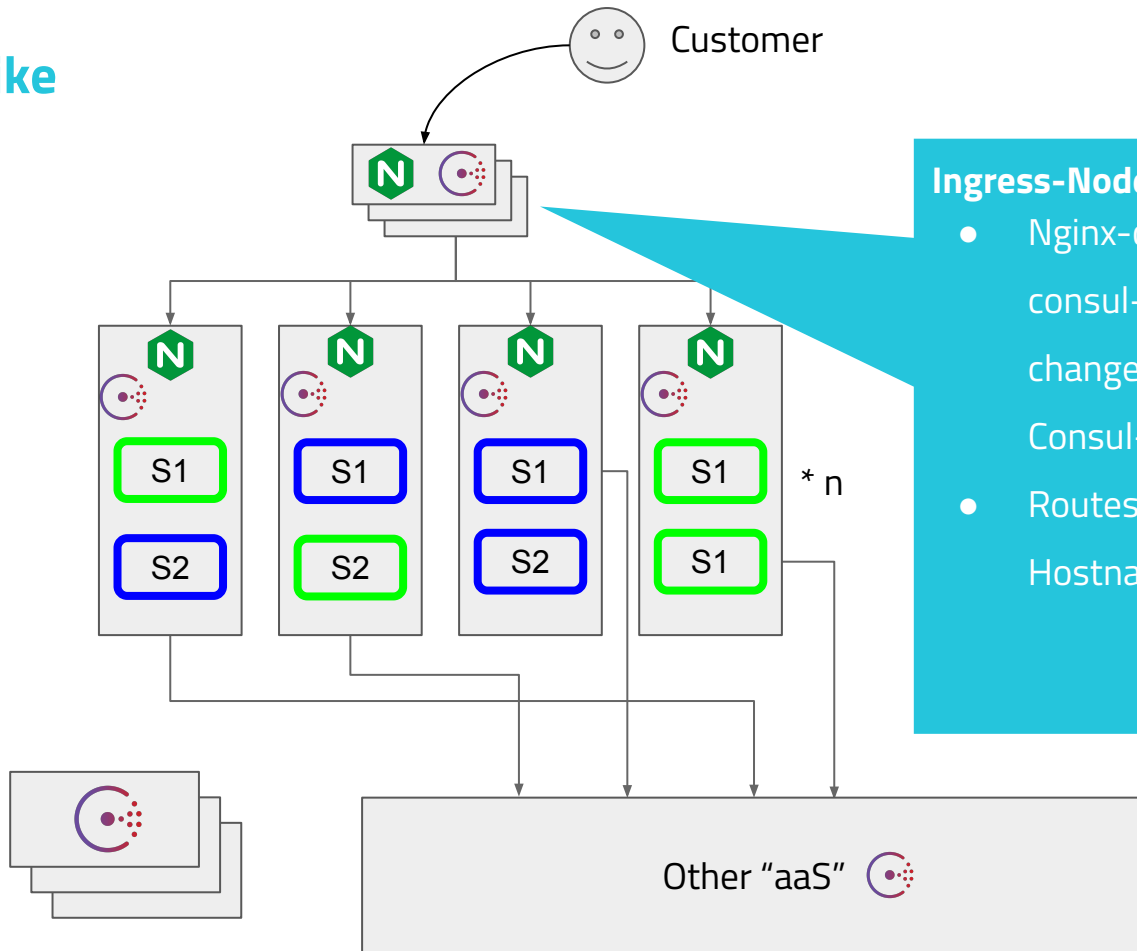 ke
Customer
Ingress-Node
Nginx-
consul-
change
Consul-
Routes
Hostna
S1
S1
S1
S1
* n
S2
S2
S2
S1
Other “aaS”